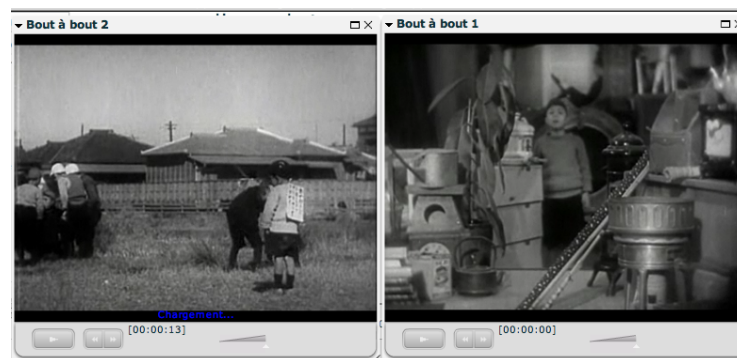 Bout à bout 2
Chargement...
[00:00:13]
Bout à bout 1
[00:00:00]